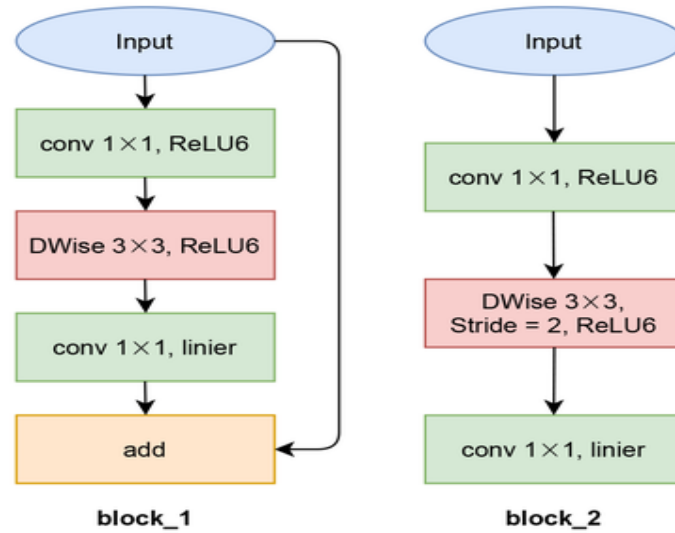 Input
conv 1×1, ReLU6
DWise 3×3, ReLU6
conv 1×1, linier
add
block_1
Input
conv 1×1, ReLU6
DWise 3×3,
Stride = 2, ReLU6
conv 1×1, linier
block_2